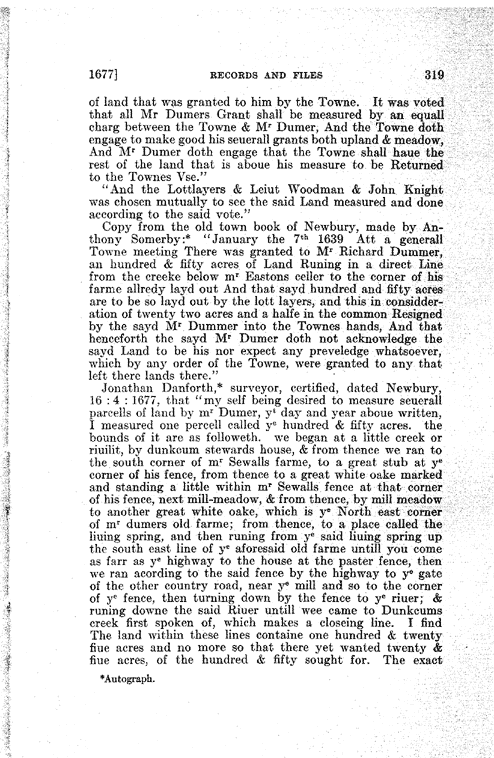 1677] RECORDS AND FILES 319
of land that was granted to him by the Towne. It was voted
that all Mr Dumers Grant shall be measured by an equall
charg between the Towne & Mʳ Dumer, And the Towne doth
engage to make good his seuerall grants both upland & meadow,
And Mʳ Dumer doth engage that the Towne shall haue the
rest of the land that is aboue his measure to be Returned
to the Townes Vse."
"And the Lottlayers & Leiut Woodman & John Knight
was chosen mutually to see the said Land measured and done
according to the said vote."
Copy from the old town book of Newbury, made by An-
thony Somerby:* "January the 7ᵗʰ 1639 Att a generall
Towne meeting There was granted to Mʳ Richard Dummer,
an hundred & fifty acres of Land Runing in a direct Line
from the creeke below mʳ Eastons celler to the corner of his
farme allredy layd out And that sayd hundred and fifty acres
are to be so layd out by the lott layers, and this in considder-
ation of twenty two acres and a halfe in the common Resigned
by the sayd Mʳ Dummer into the Townes hands, And that
henceforth the sayd Mʳ Dumer doth not acknowledge the
sayd Land to be his nor expect any preveledge whatsoever,
which by any order of the Towne, were granted to any that
left there lands there."
Jonathan Danforth,* surveyor, certified, dated Newbury,
16 : 4 : 1677, that "my self being desired to measure seuerall
parcells of land by mʳ Dumer, yᵗ day and year aboue written,
I measured one percell called yᵉ hundred & fifty acres. the
bounds of it are as followeth. we began at a little creek or
riuilit, by dunkcum stewards house, & from thence we ran to
the south corner of mʳ Sewalls farme, to a great stub at yᵉ
corner of his fence, from thence to a great white oake marked
and standing a little within mʳ Sewalls fence at that corner
of his fence, next mill-meadow, & from thence, by mill meadow
to another great white oake, which is yᵉ North east corner
of mʳ dumers old farme; from thence, to a place called the
liuing spring, and then runing from yᵉ said liuing spring up
the south east line of yᵉ aforesaid old farme untill you come
as farr as yᵉ highway to the house at the paster fence, then
we ran acording to the said fence by the highway to yᵉ gate
of the other country road, near yᵉ mill and so to the corner
of yᵉ fence, then turning down by the fence to yᵉ riuer; &
runing downe the said Riuer untill wee came to Dunkcums
creek first spoken of, which makes a closeing line. I find
The land within these lines containe one hundred & twenty
fiue acres and no more so that there yet wanted twenty &
fiue acres, of the hundred & fifty sought for. The exact
*Autograph.